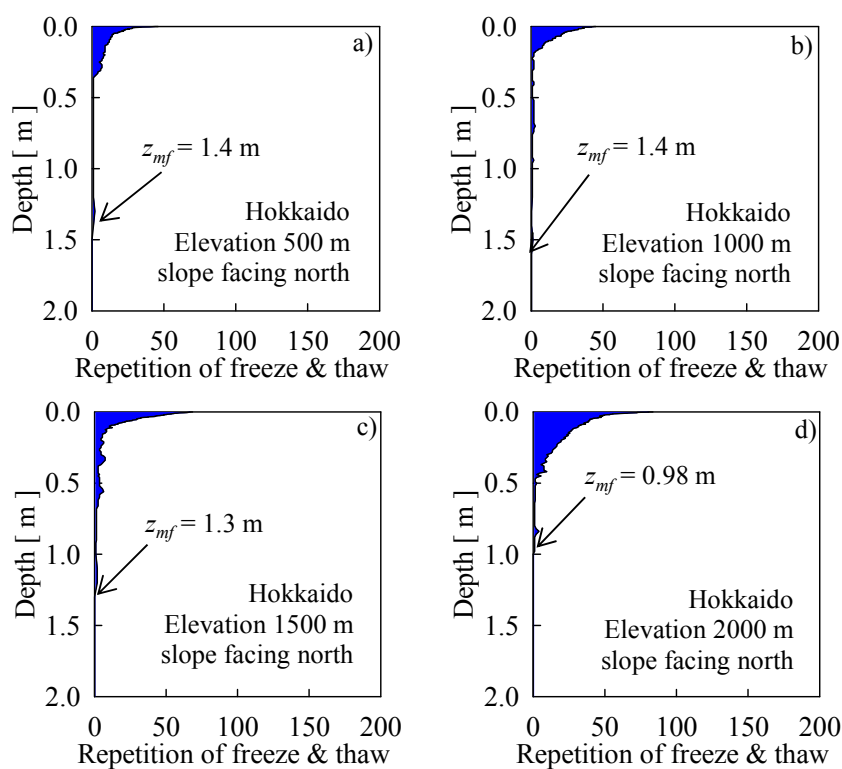 a)
0.0
0.5
1.0
1.5
2.0
Depth [ m ]
z_mf = 1.4 m
Hokkaido
Elevation 500 m
slope facing north
0 50 100 150 200
Repetition of freeze & thaw
b)
0.0
0.5
1.0
1.5
2.0
Depth [ m ]
z_mf = 1.4 m
Hokkaido
Elevation 1000 m
slope facing north
0 50 100 150 200
Repetition of freeze & thaw
c)
0.0
0.5
1.0
1.5
2.0
Depth [ m ]
z_mf = 1.3 m
Hokkaido
Elevation 1500 m
slope facing north
0 50 100 150 200
Repetition of freeze & thaw
d)
0.0
0.5
1.0
1.5
2.0
Depth [ m ]
z_mf = 0.98 m
Hokkaido
Elevation 2000 m
slope facing north
0 50 100 150 200
Repetition of freeze & thaw